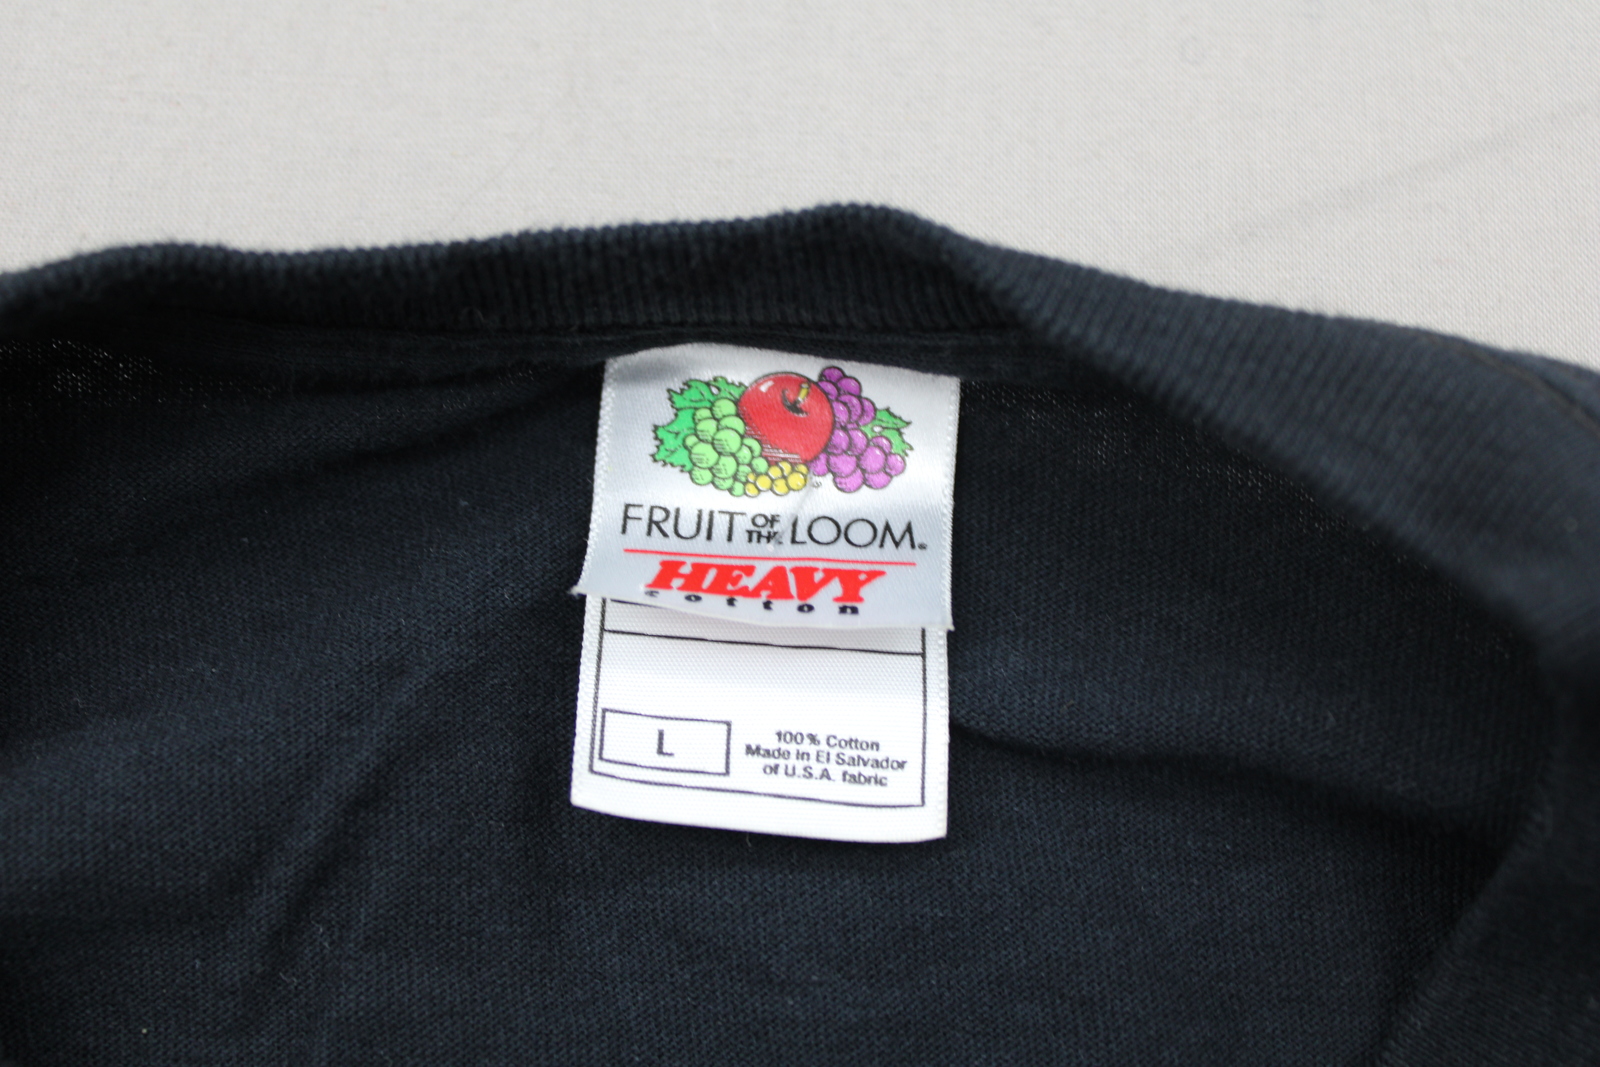 FRUIT OF THE LOOM®
HEAVY
cotton
L
100% Cotton
Made in El Salvador
of U.S.A. fabric